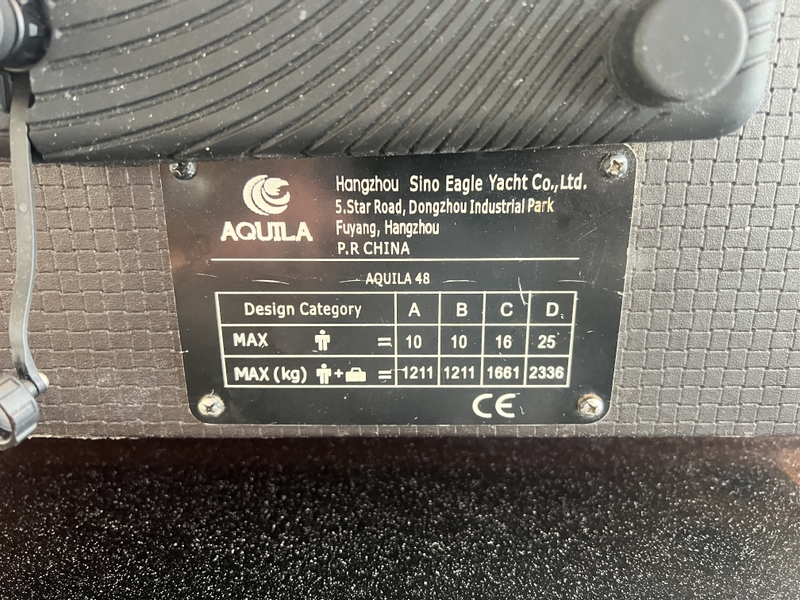 Hangzhou Sino Eagle Yacht Co.,Ltd.
5.Star Road, Dongzhou Industrial Park
Fuyang, Hangzhou
P.R CHINA
AQUILA
AQUILA 48
Design Category A B C D
MAX = 10 10 16 25
MAX (kg) + = 1211 1211 1661 2336
CE